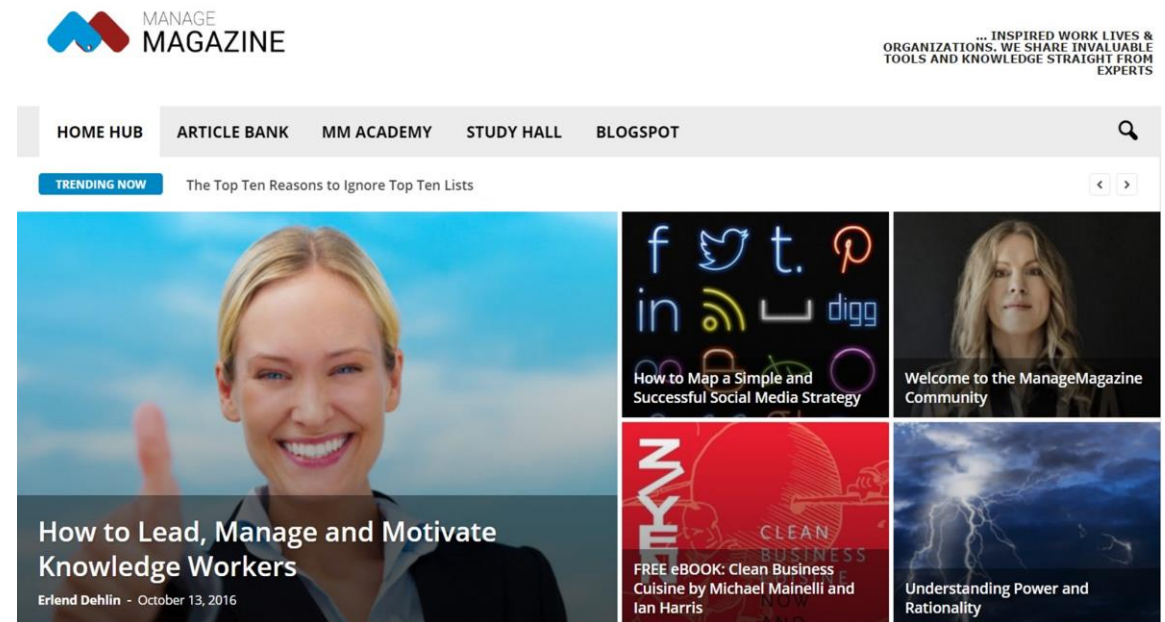 MANAGE
MAGAZINE
... INSPIRED WORK LIVES &
ORGANIZATIONS. WE SHARE INVALUABLE
TOOLS AND KNOWLEDGE STRAIGHT FROM
EXPERTS
HOME HUB
ARTICLE BANK
MM ACADEMY
STUDY HALL
BLOGSPOT
TRENDING NOW
The Top Ten Reasons to Ignore Top Ten Lists
How to Lead, Manage and Motivate
Knowledge Workers
Erlend Dehlin - October 13, 2016
f
t.
in
digg
How to Map a Simple and
Successful Social Media Strategy
Welcome to the ManageMagazine
Community
CLEAN
BUSINESS
FREE eBOOK: Clean Business
Cuisine by Michael Mainelli and
Ian Harris
NOW
AND
Understanding Power and
Rationality